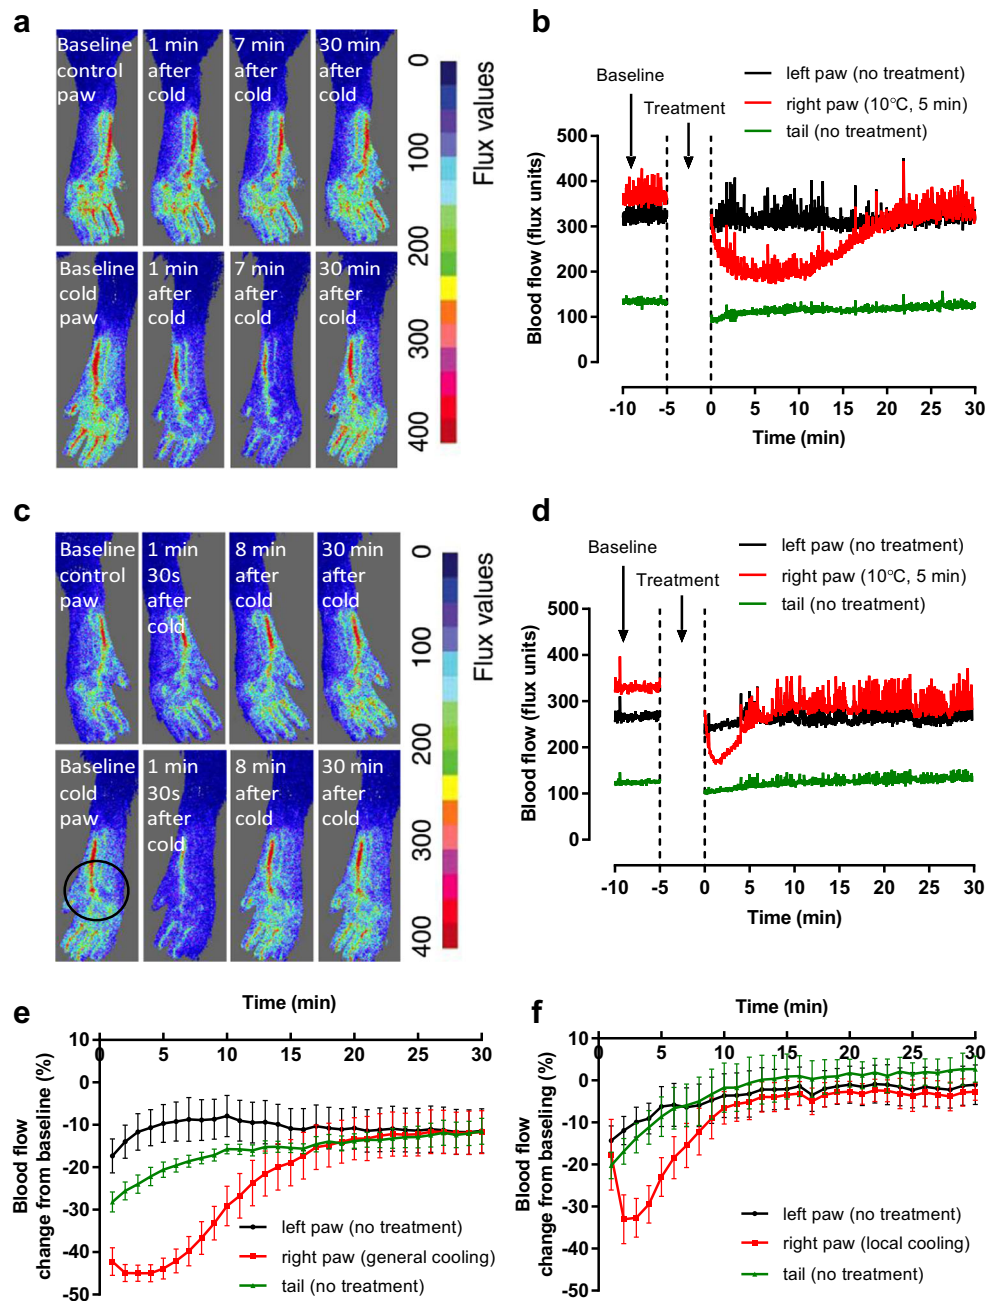 a
Baseline
control
paw
1 min
after
cold
7 min
after
cold
30 min
after
cold
Baseline
cold
paw
1 min
after
cold
7 min
after
cold
30 min
after
cold
0
100
200
300
400
Flux values
b
left paw (no treatment)
right paw (10°C, 5 min)
tail (no treatment)
Baseline
Treatment
Blood flow (flux units)
500
400
300
200
100
0
-10 -5 0 5 10 15 20 25 30
Time (min)
c
Baseline
control
paw
1 min
30s
after
cold
8 min
after
cold
30 min
after
cold
Baseline
cold
paw
1 min
30s
after
cold
8 min
after
cold
30 min
after
cold
0
100
200
300
400
Flux values
d
left paw (no treatment)
right paw (10°C, 5 min)
tail (no treatment)
Baseline
Treatment
Blood flow (flux units)
500
400
300
200
100
0
-10 -5 0 5 10 15 20 25 30
Time (min)
e
Time (min)
0 5 10 15 20 25 30
10
0
-10
-20
-30
-40
-50
Blood flow
change from baseline (%)
left paw (no treatment)
right paw (general cooling)
tail (no treatment)
f
Time (min)
0 5 10 15 20 25 30
10
0
-10
-20
-30
-40
-50
Blood flow
change from baseling (%)
left paw (no treatment)
right paw (local cooling)
tail (no treatment)